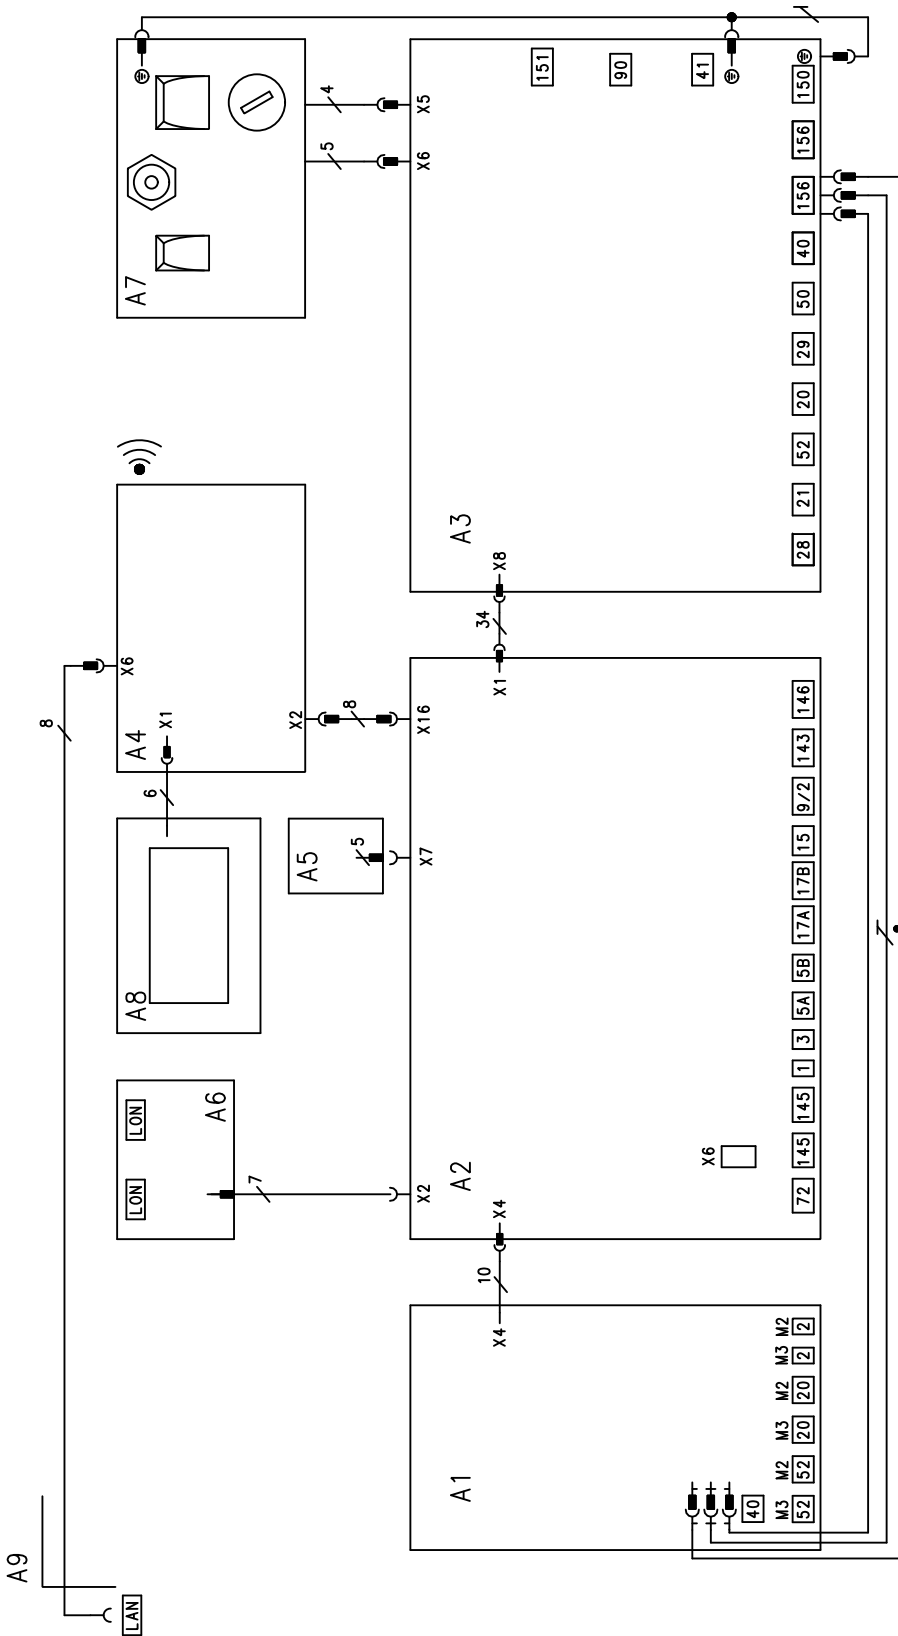 A9
LAN
8
X6
A4
X1
X2
8
X16
6
A8
A5
5
X7
LON
LON
A6
7
X2
A7
4
X5
5
X6
A3
X8
34
X1
151
90
41
150
156
156
40
50
29
20
52
21
28
A2
X4
10
X4
X6
146
143
9/2
15
17B
17A
5B
5A
3
1
145
145
72
A1
40
M2 2
M3 2
M2 20
M3 20
M2 52
M3 52